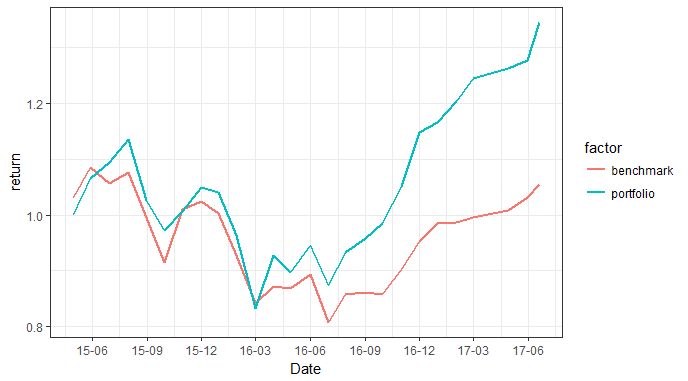 return
1.2
1.0
0.8
15-06 15-09 15-12 16-03 16-06 16-09 16-12 17-03 17-06
Date
factor
benchmark
portfolio